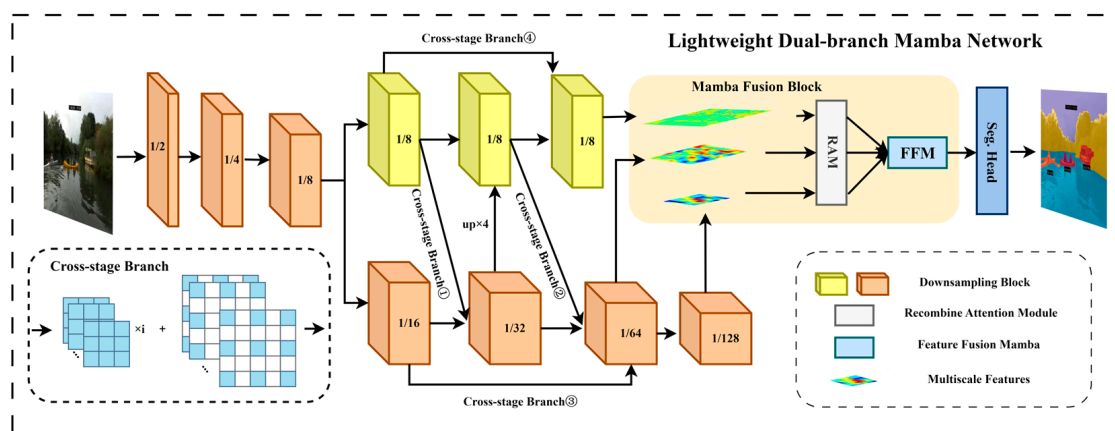 Lightweight Dual-branch Mamba Network
Cross-stage Branch④
Mamba Fusion Block
1/2
1/4
1/8
1/8
1/8
1/8
RAM
FFM
Seg. Head
Cross-stage Branch①
up×4
Cross-stage Branch②
Cross-stage Branch
×i
+
1/16
1/32
1/64
1/128
Cross-stage Branch③
Downsampling Block
Recombine Attention Module
Feature Fusion Mamba
Multiscale Features